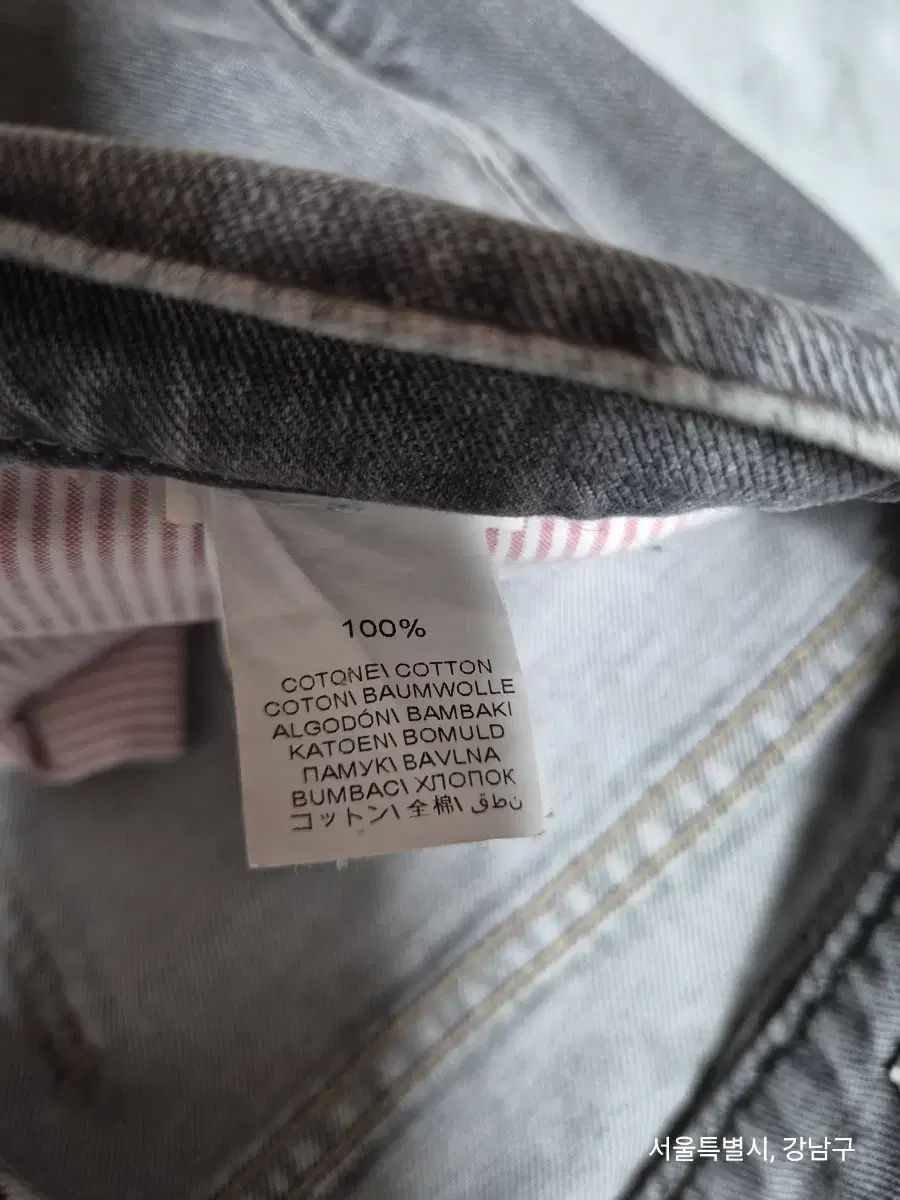 100%
COTONE\ COTTON
COTON\ BAUMWOLLE
ALGODÓN\ BAMBAKI
KATOEN\ BOMULD
ПАМУК\ BAVLNA
BUMBAC\ ХЛОПОК
コットン\ 全棉\ نطق
서울특별시, 강남구